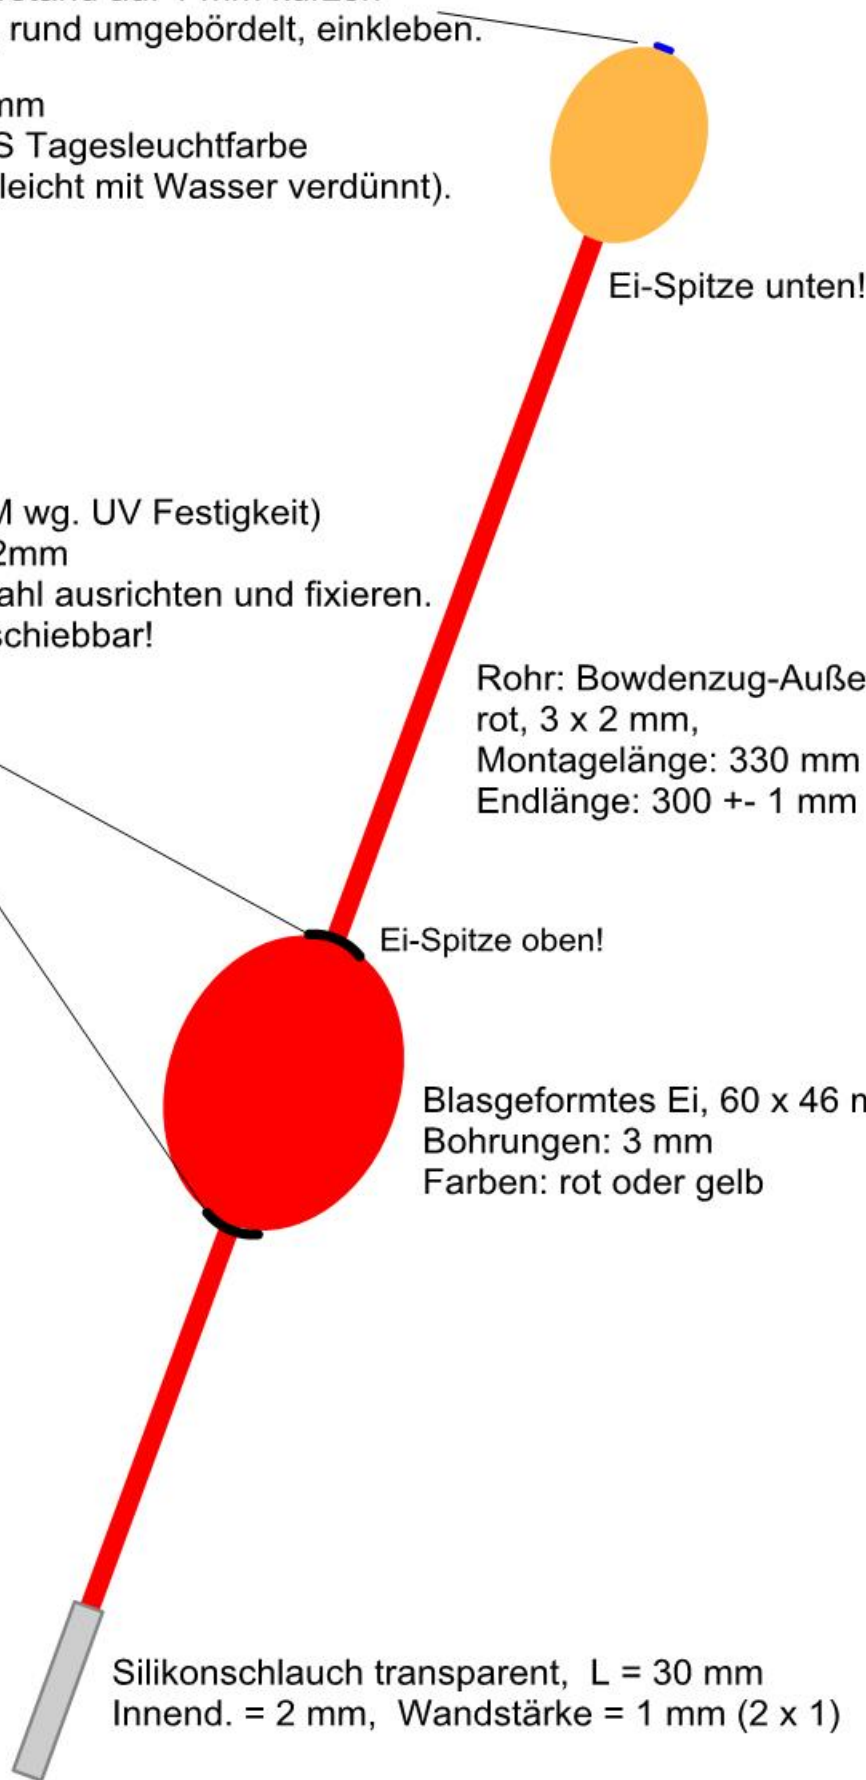 rund umgebördelt, einkleben.
mm
S Tagesleuchtfarbe
leicht mit Wasser verdünnt).
Ei-Spitze unten!
M wg. UV Festigkeit)
2mm
ahl ausrichten und fixieren.
schiebbar!
Rohr: Bowdenzug-Auße
rot, 3 x 2 mm,
Montagelänge: 330 mm
Endlänge: 300 +- 1 mm
Ei-Spitze oben!
Blasgeformtes Ei, 60 x 46 m
Bohrungen: 3 mm
Farben: rot oder gelb
Silikonschlauch transparent, L = 30 mm
Innend. = 2 mm, Wandstärke = 1 mm (2 x 1)